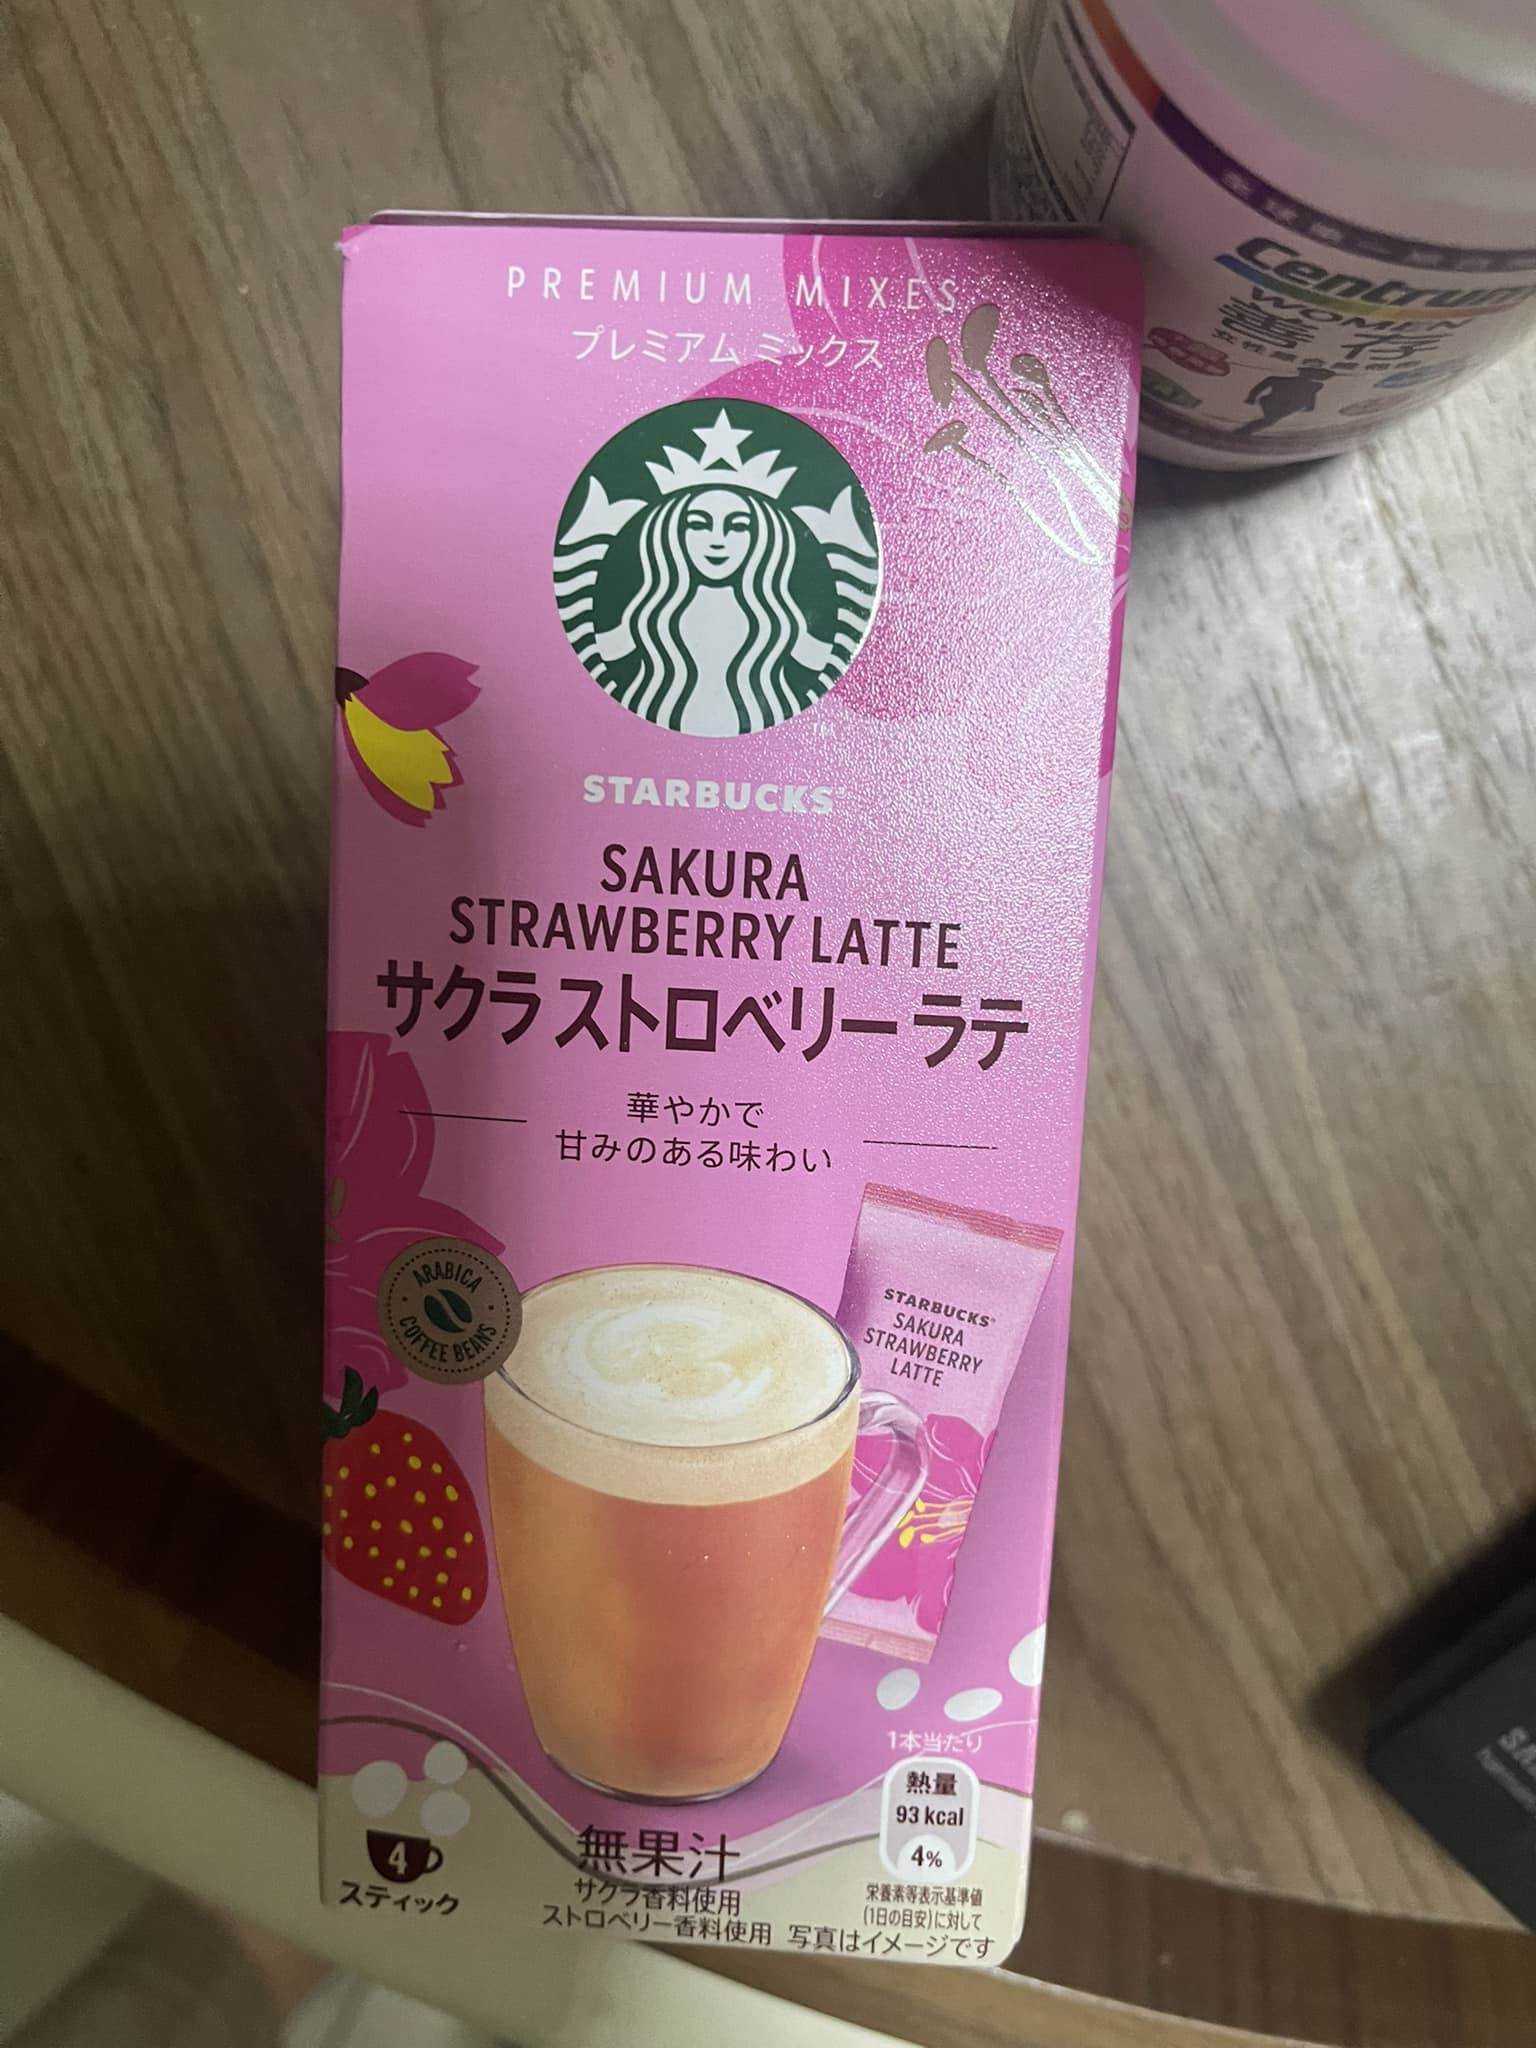 PREMIUM MIXES
プレミアム ミックス
Centrum
WOMEN
善存
STARBUCKS
SAKURA
STRAWBERRY LATTE
サクラ ストロベリー ラテ
華やかで
甘みのある味わい
ARABICA
COFFEE BEANS
STARBUCKS®
SAKURA
STRAWBERRY
LATTE
1本当たり
熱量
93 kcal
4%
栄養素等表示基準値
(1日の目安)に対して
4
スティック
無果汁
サクラ香料使用
ストロベリー香料使用 写真はイメージです